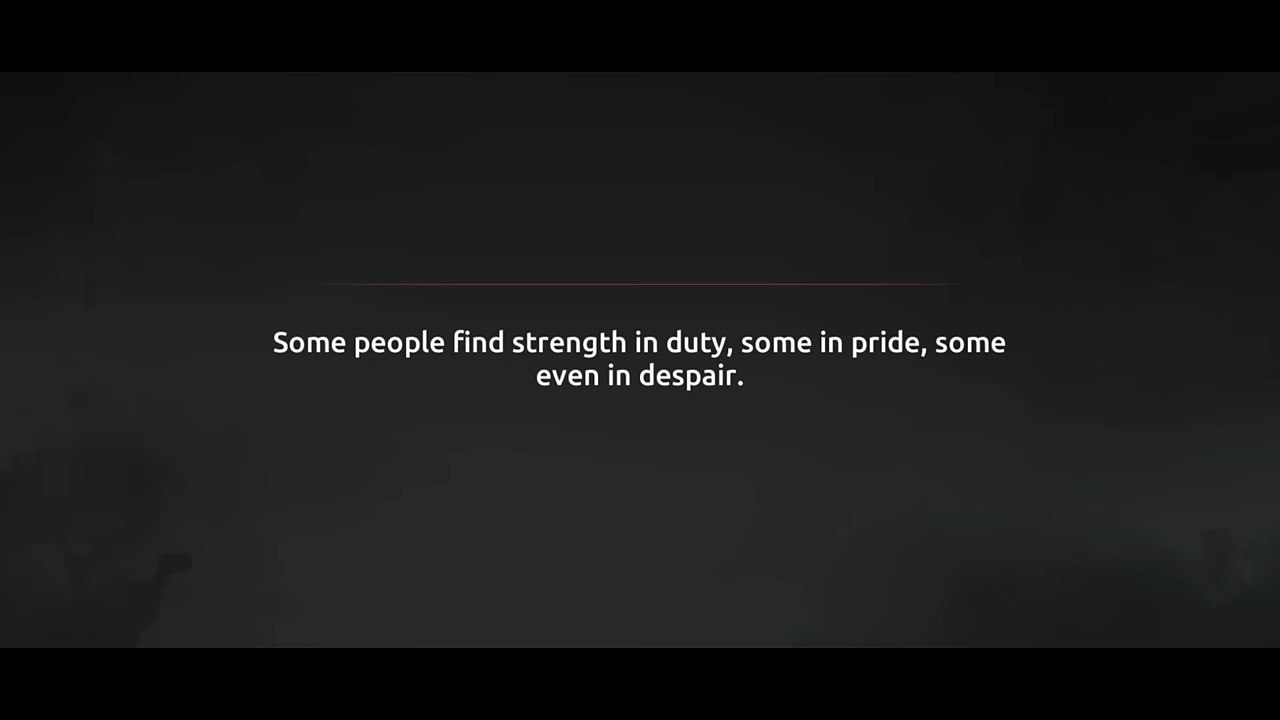 Some people find strength in duty, some in pride, some
even in despair.